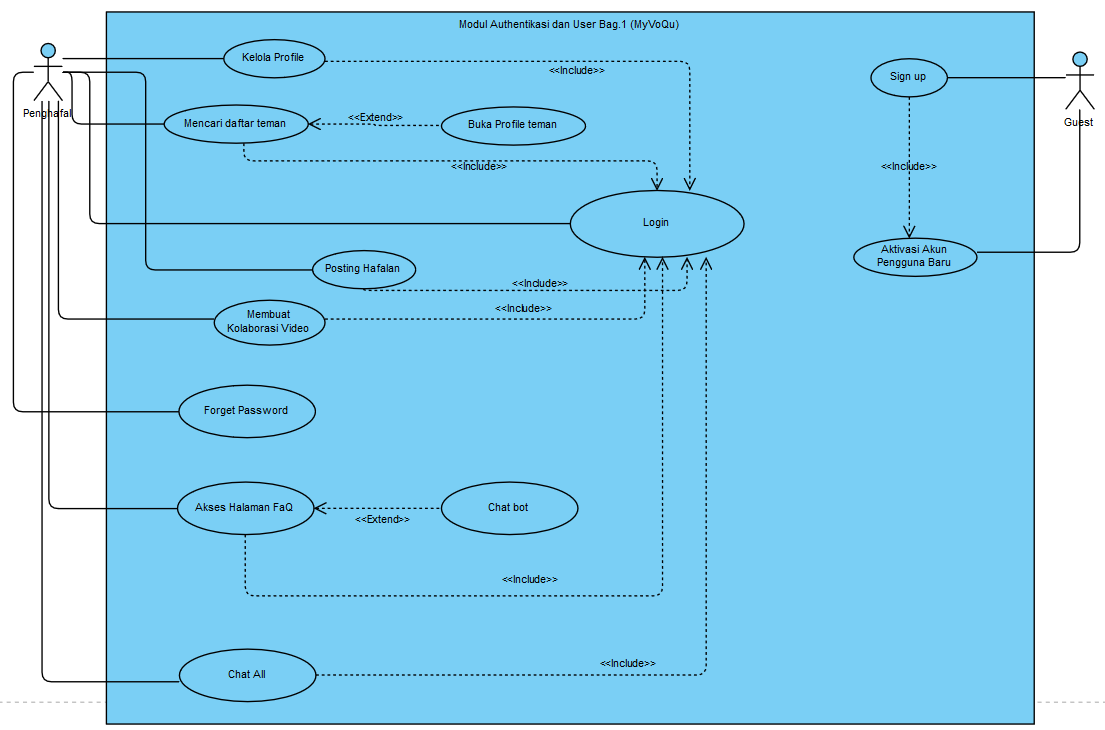 Modul Authentikasi dan User Bag.1 (MyVoQu)
Penghafal
Kelola Profile
<<Include>>
Sign up
Guest
Mencari daftar teman
<<Extend>>
Buka Profile teman
<<Include>>
<<Include>>
Login
Aktivasi Akun
Pengguna Baru
Posting Hafalan
<<Include>>
Membuat
Kolaborasi Video
<<Include>>
Forget Password
Akses Halaman FaQ
<<Extend>>
Chat bot
<<Include>>
Chat All
<<Include>>